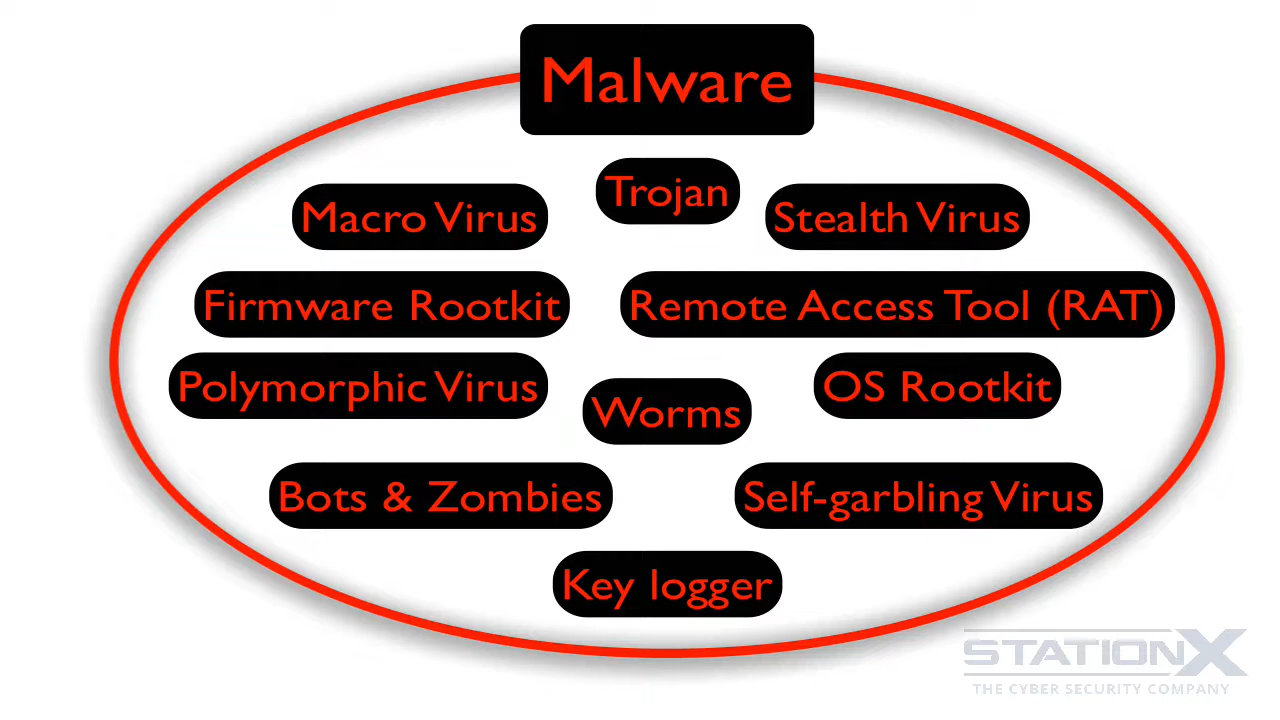 Malware
Trojan
Macro Virus
Stealth Virus
Firmware Rootkit
Remote Access Tool (RAT)
Polymorphic Virus
OS Rootkit
Worms
Bots & Zombies
Self-garbling Virus
Key logger
STATIONX
THE CYBER SECURITY COMPANY